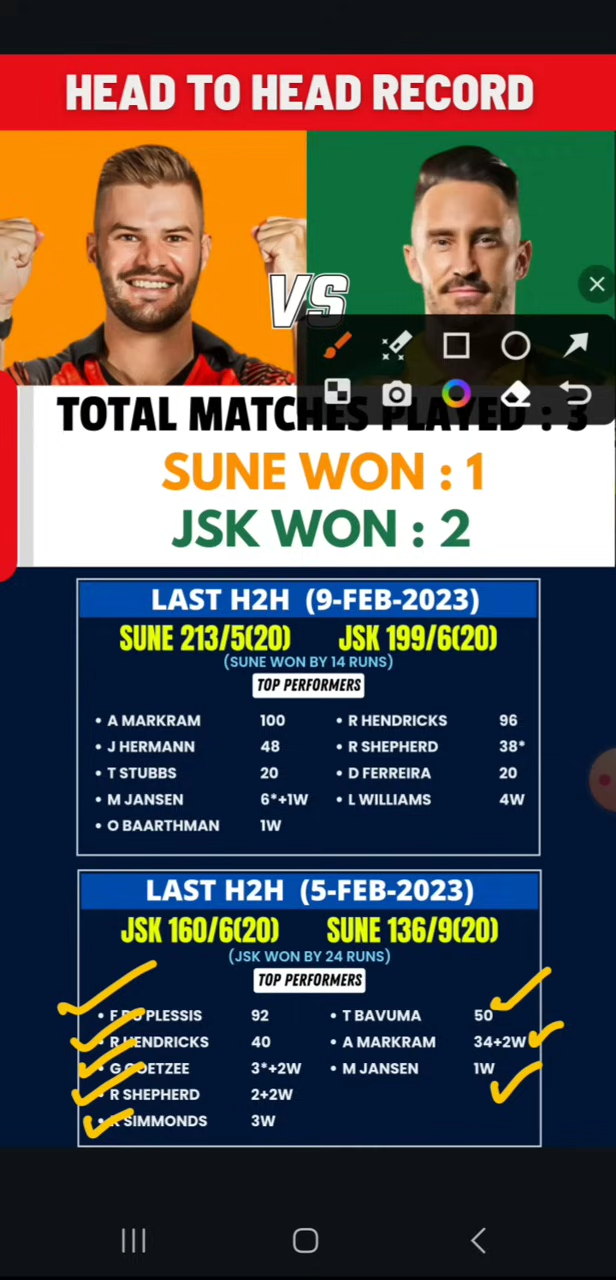 HEAD TO HEAD RECORD
VS
TOTAL MATCHES PLAYED : 3
SUNE WON : 1
JSK WON : 2
LAST H2H (9-FEB-2023)
SUNE 213/5(20) JSK 199/6(20)
(SUNE WON BY 14 RUNS)
TOP PERFORMERS
• A MARKRAM 100 • R HENDRICKS 96
• J HERMANN 48 • R SHEPHERD 38*
• T STUBBS 20 • D FERREIRA 20
• M JANSEN 6*+1W • L WILLIAMS 4W
• O BAARTHMAN 1W
LAST H2H (5-FEB-2023)
JSK 160/6(20) SUNE 136/9(20)
(JSK WON BY 24 RUNS)
TOP PERFORMERS
• F DU PLESSIS 92 • T BAVUMA 50
• R HENDRICKS 40 • A MARKRAM 34+2W
• G COETZEE 3*+2W • M JANSEN 1W
• R SHEPHERD 2+2W
SIMMONDS 3W